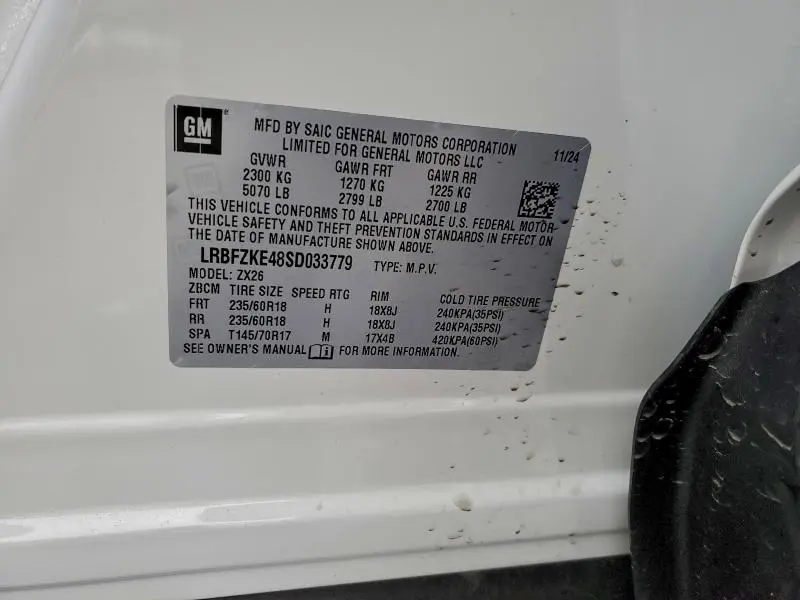 GM
MFD BY SAIC GENERAL MOTORS CORPORATION
LIMITED FOR GENERAL MOTORS LLC
11/24
GVWR GAWR FRT GAWR RR
2300 KG 1270 KG 1225 KG
5070 LB 2799 LB 2700 LB
THIS VEHICLE CONFORMS TO ALL APPLICABLE U.S. FEDERAL MOTOR
VEHICLE SAFETY AND THEFT PREVENTION STANDARDS IN EFFECT ON
THE DATE OF MANUFACTURE SHOWN ABOVE.
LRBFZKE48SD033779 TYPE: M.P.V.
MODEL: ZX26
ZBCM TIRE SIZE SPEED RTG RIM COLD TIRE PRESSURE
FRT 235/60R18 H 18X8J 240KPA(35PSI)
RR 235/60R18 H 18X8J 240KPA(35PSI)
SPA T145/70R17 M 17X4B 420KPA(60PSI)
SEE OWNER'S MANUAL FOR MORE INFORMATION.